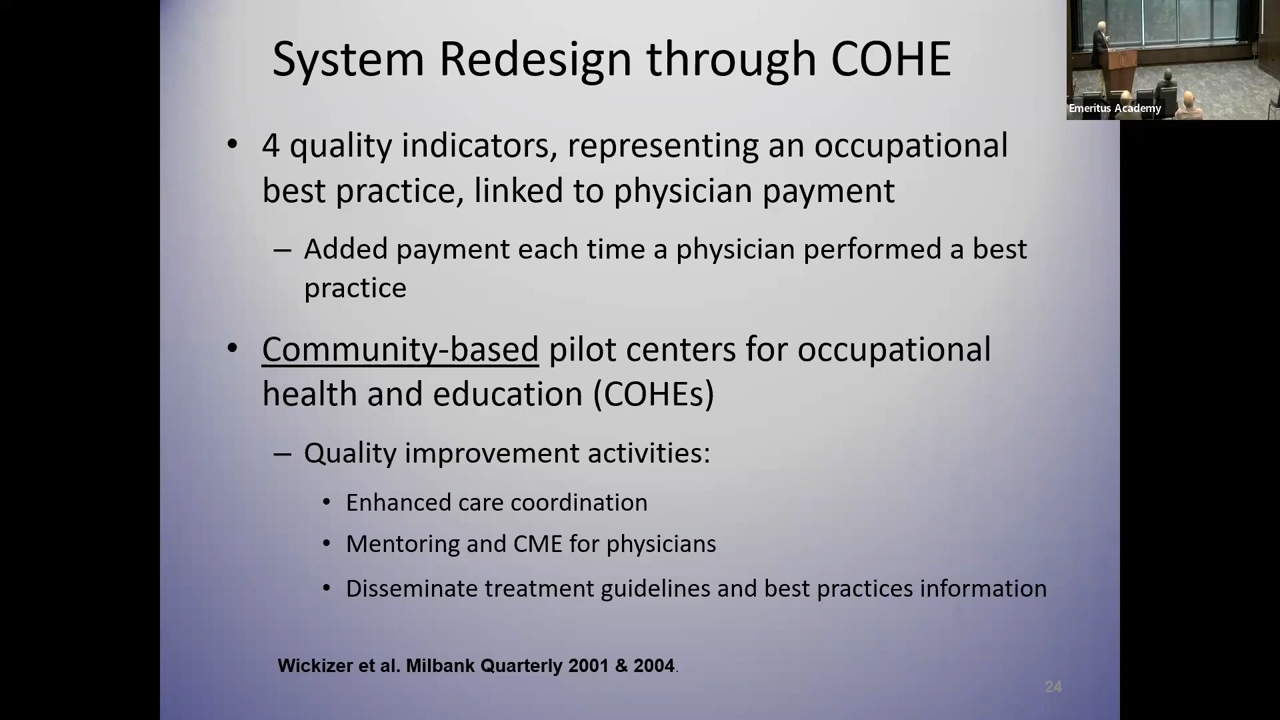 System Redesign through COHE
Emeritus Academy
• 4 quality indicators, representing an occupational
best practice, linked to physician payment
– Added payment each time a physician performed a best
practice
• Community-based pilot centers for occupational
health and education (COHEs)
– Quality improvement activities:
• Enhanced care coordination
• Mentoring and CME for physicians
• Disseminate treatment guidelines and best practices information
Wickizer et al. Milbank Quarterly 2001 & 2004.
24